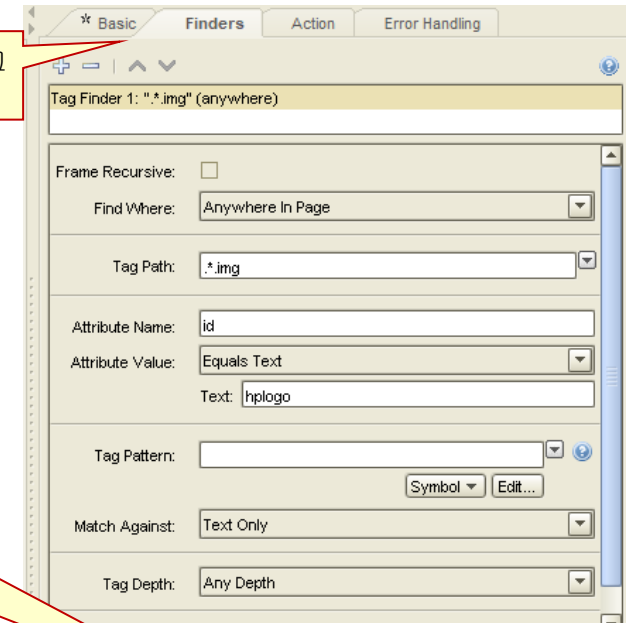 * Basic Finders Action Error Handling
Tag Finder 1: ".*.img" (anywhere)
Frame Recursive:
Find Where: Anywhere In Page
Tag Path: .*.img
Attribute Name: id
Attribute Value: Equals Text
Text: hplogo
Tag Pattern:
Symbol Edit...
Match Against: Text Only
Tag Depth: Any Depth